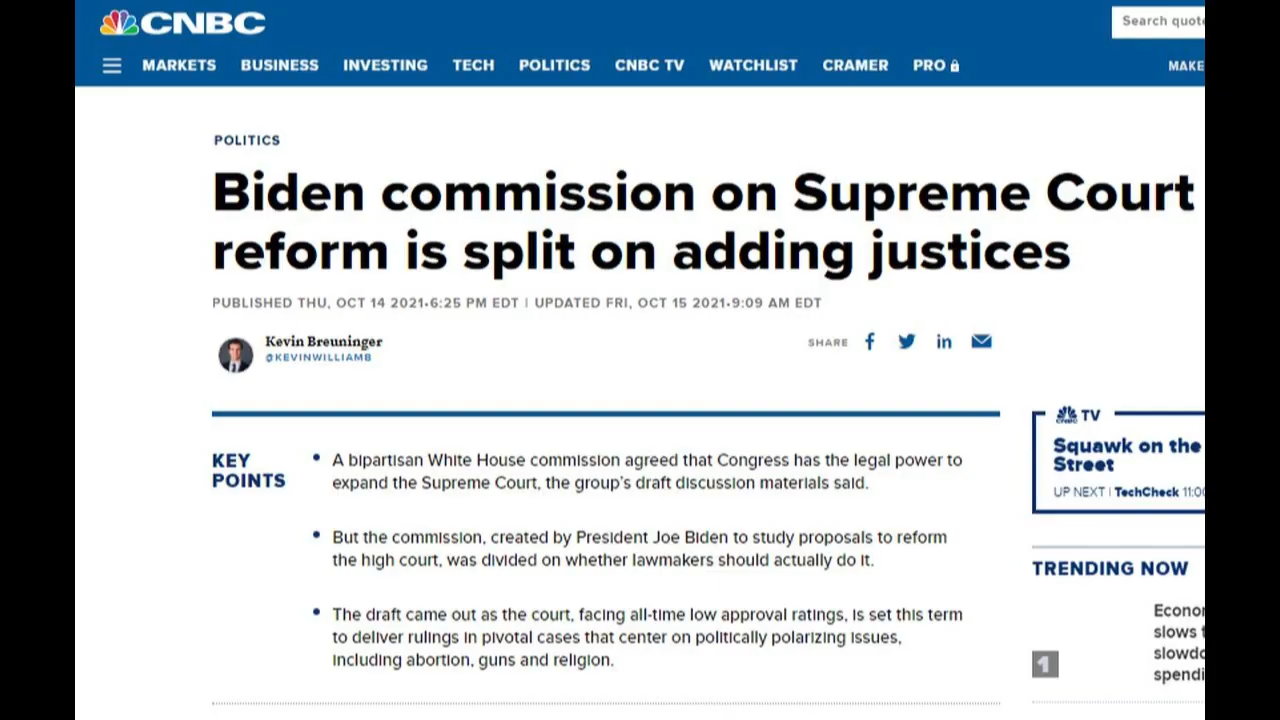 CNBC
Search quote
MARKETS BUSINESS INVESTING TECH POLITICS CNBC TV WATCHLIST CRAMER PRO
MAKE
POLITICS
Biden commission on Supreme Court
reform is split on adding justices
PUBLISHED THU, OCT 14 2021•6:25 PM EDT | UPDATED FRI, OCT 15 2021•9:09 AM EDT
Kevin Breuninger
@KEVINWILLIAMB
SHARE
KEY
POINTS
• A bipartisan White House commission agreed that Congress has the legal power to
expand the Supreme Court, the group's draft discussion materials said.
• But the commission, created by President Joe Biden to study proposals to reform
the high court, was divided on whether lawmakers should actually do it.
• The draft came out as the court, facing all-time low approval ratings, is set this term
to deliver rulings in pivotal cases that center on politically polarizing issues,
including abortion, guns and religion.
CNBC TV
Squawk on the
Street
UP NEXT | TechCheck 11:00
TRENDING NOW
1
Econo
slows
slowdo
spendi